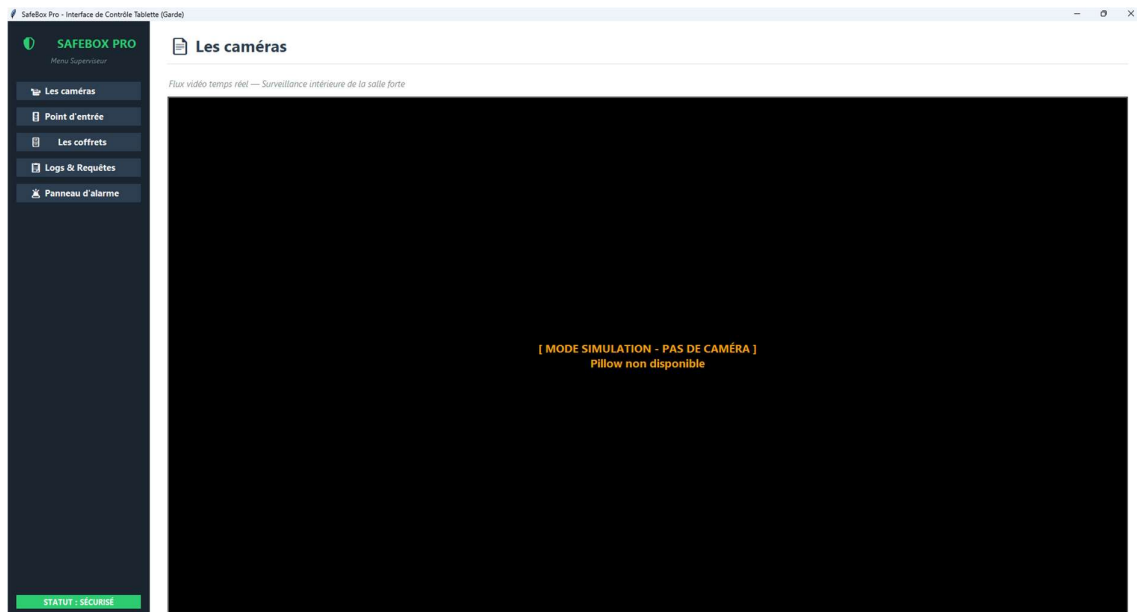 SafeBox Pro - Interface de Contrôle Tablette (Garde)
SAFEBOX PRO
Menu Superviseur
Les caméras
Point d'entrée
Les coffrets
Logs & Requêtes
Panneau d'alarme
STATUT : SÉCURISÉ
Les caméras
Flux vidéo temps réel — Surveillance intérieure de la salle forte
[ MODE SIMULATION - PAS DE CAMÉRA ]
Pillow non disponible